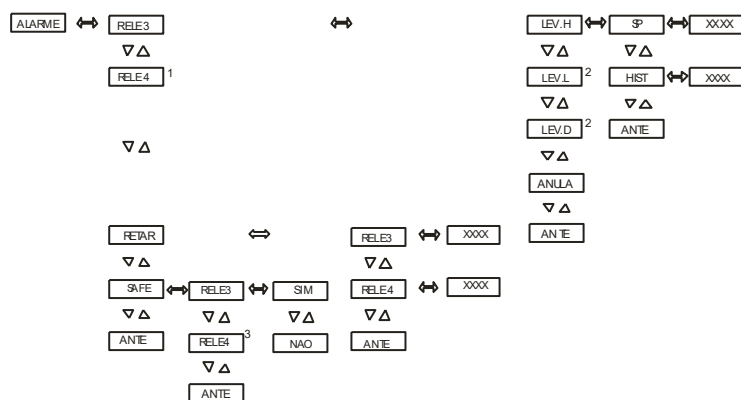 ALARME RELE3 LEV.H SP XXXX
RELE4 1 LEV.L 2 HIST XXXX
LEV.D 2 ANTE
ANULA
RETAR RELE3 XXXX ANTE
SAFE RELE3 SIM RELE4 XXXX
ANTE RELE4 3 NAO ANTE
ANTE